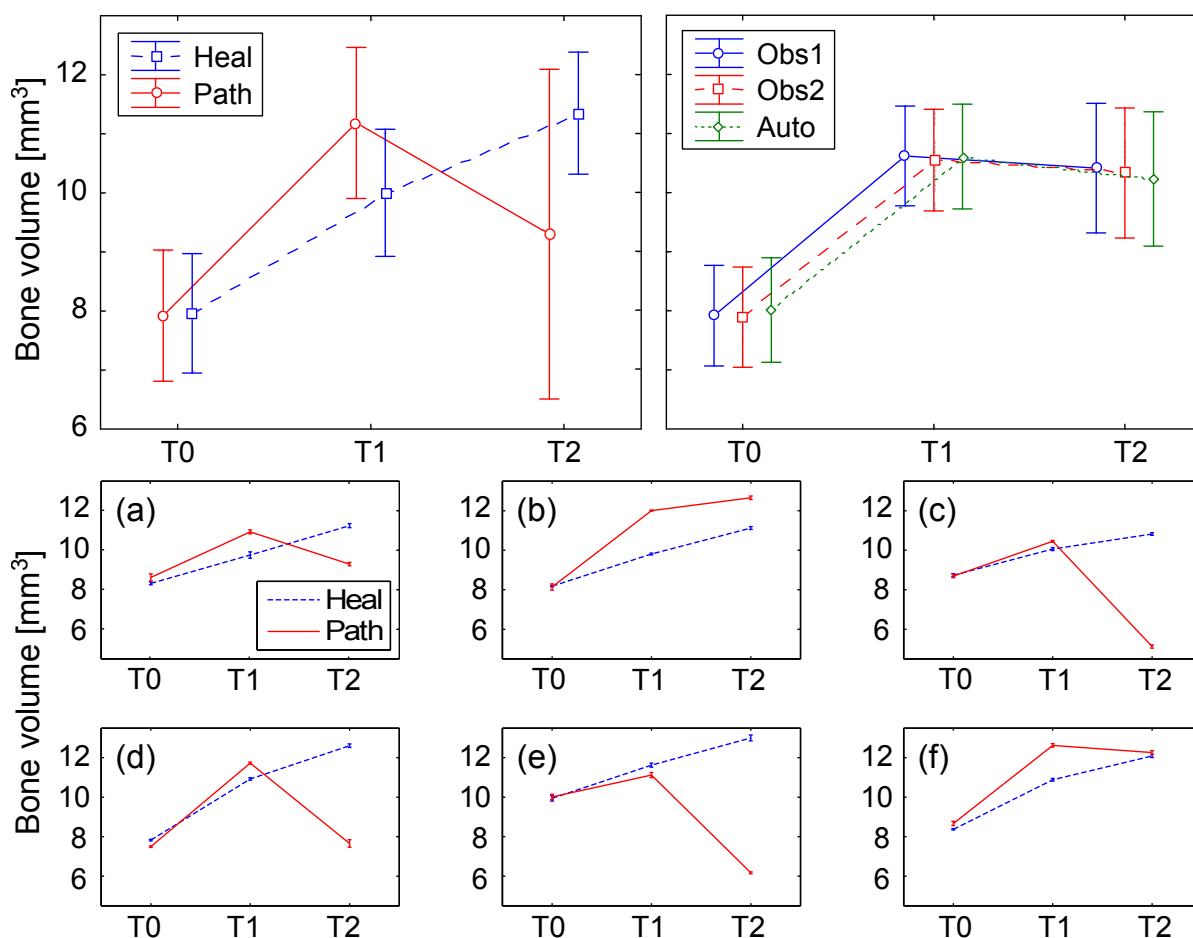 Bone volume [mm³]
12
10
8
6
Heal
Path
T0 T1 T2
Obs1
Obs2
Auto
T0 T1 T2
Bone volume [mm³]
(a)
12
10
8
6
Heal
Path
T0 T1 T2
(b)
12
10
8
6
T0 T1 T2
(c)
12
10
8
6
T0 T1 T2
(d)
12
10
8
6
T0 T1 T2
(e)
12
10
8
6
T0 T1 T2
(f)
12
10
8
6
T0 T1 T2